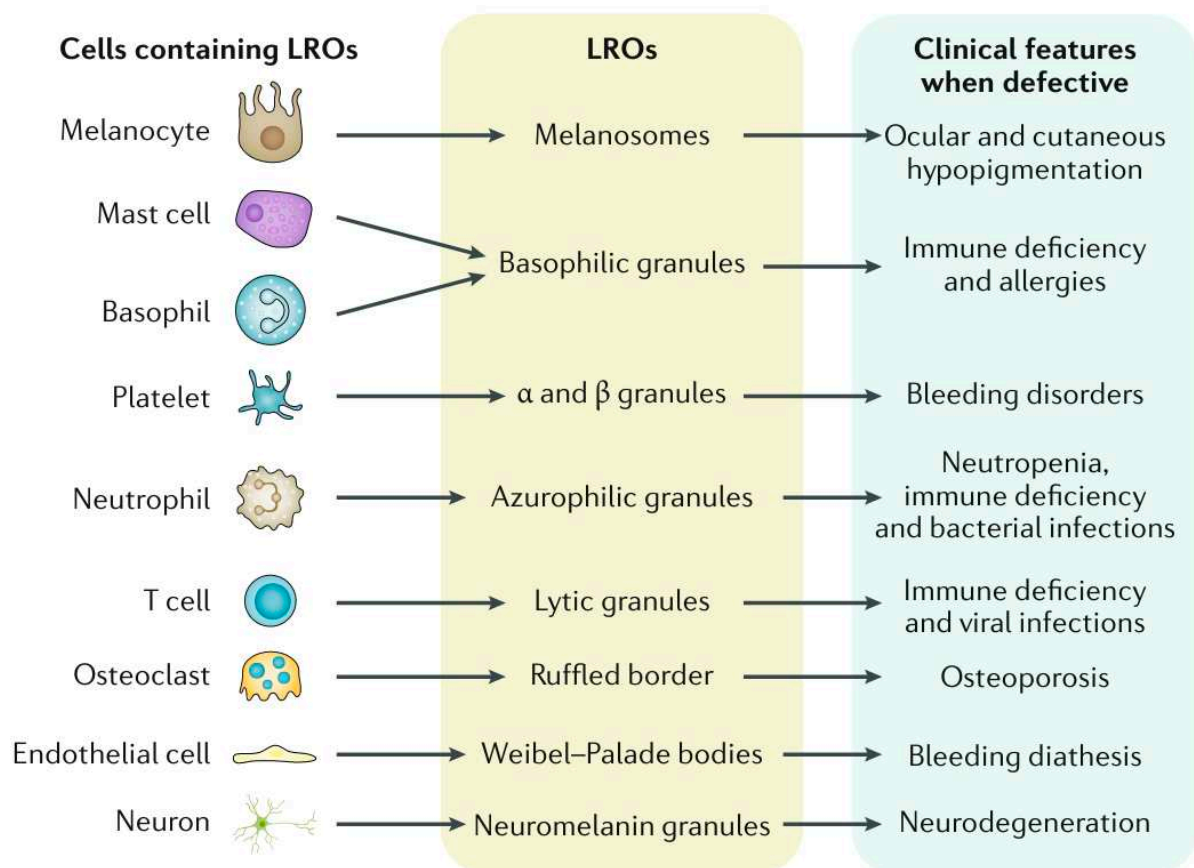 Cells containing LROs
LROs
Clinical features
when defective
Melanocyte
Melanosomes
Ocular and cutaneous
hypopigmentation
Mast cell
Basophil
Basophilic granules
Immune deficiency
and allergies
Platelet
α and β granules
Bleeding disorders
Neutrophil
Azurophilic granules
Neutropenia,
immune deficiency
and bacterial infections
T cell
Lytic granules
Immune deficiency
and viral infections
Osteoclast
Ruffled border
Osteoporosis
Endothelial cell
Weibel–Palade bodies
Bleeding diathesis
Neuron
Neuromelanin granules
Neurodegeneration